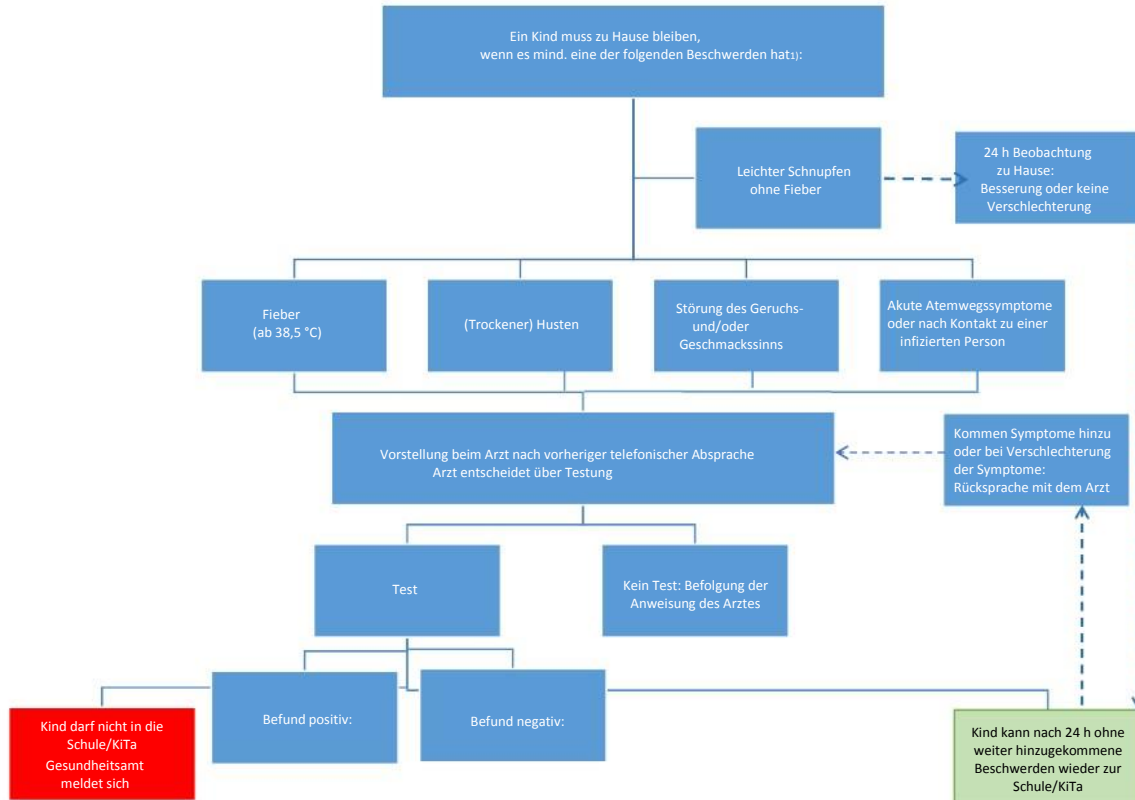 Ein Kind muss zu Hause bleiben,
wenn es mind. eine der folgenden Beschwerden hat1):
Leichter Schnupfen
ohne Fieber
24 h Beobachtung
zu Hause:
Besserung oder keine
Verschlechterung
Fieber
(ab 38,5 °C)
(Trockener) Husten
Störung des Geruchs-
und/oder
Geschmackssinns
Akute Atemwegssymptome
oder nach Kontakt zu einer
infizierten Person
Vorstellung beim Arzt nach vorheriger telefonischer Absprache
Arzt entscheidet über Testung
Kommen Symptome hinzu
oder bei Verschlechterung
der Symptome:
Rücksprache mit dem Arzt
Test
Kein Test: Befolgung der
Anweisung des Arztes
Kind darf nicht in die
Schule/KiTa
Gesundheitsamt
meldet sich
Befund positiv:
Befund negativ:
Kind kann nach 24 h ohne
weiter hinzugekommene
Beschwerden wieder zur
Schule/KiTa